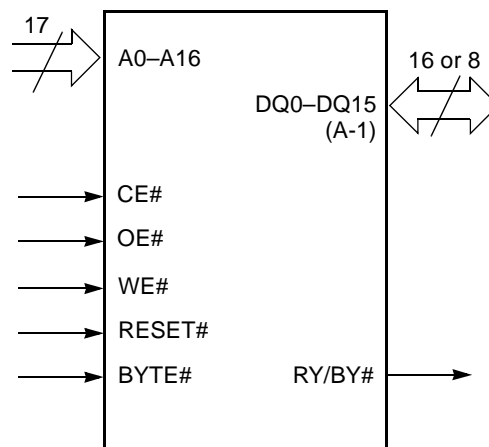 17
A0–A16
16 or 8
DQ0–DQ15
(A-1)
CE#
OE#
WE#
RESET#
BYTE#
RY/BY#